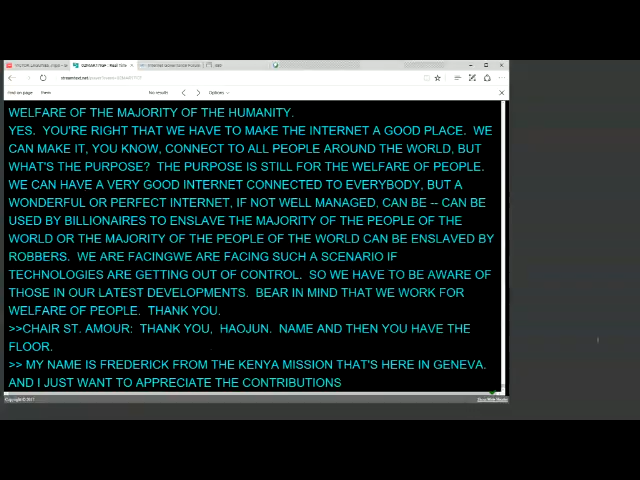 streamtext.net
Find on page
No results
Options
WELFARE OF THE MAJORITY OF THE HUMANITY.
YES.  YOU'RE RIGHT THAT WE HAVE TO MAKE THE INTERNET A GOOD PLACE.  WE
CAN MAKE IT, YOU KNOW, CONNECT TO ALL PEOPLE AROUND THE WORLD, BUT
WHAT'S THE PURPOSE?  THE PURPOSE IS STILL FOR THE WELFARE OF PEOPLE.
WE CAN HAVE A VERY GOOD INTERNET CONNECTED TO EVERYBODY, BUT A
WONDERFUL OR PERFECT INTERNET, IF NOT WELL MANAGED, CAN BE -- CAN BE
USED BY BILLIONAIRES TO ENSLAVE THE MAJORITY OF THE PEOPLE OF THE
WORLD OR THE MAJORITY OF THE PEOPLE OF THE WORLD CAN BE ENSLAVED BY
ROBBERS.  WE ARE FACINGWE ARE FACING SUCH A SCENARIO IF
TECHNOLOGIES ARE GETTING OUT OF CONTROL.  SO WE HAVE TO BE AWARE OF
THOSE IN OUR LATEST DEVELOPMENTS.  BEAR IN MIND THAT WE WORK FOR
WELFARE OF PEOPLE.  THANK YOU.
>>CHAIR ST. AMOUR:  THANK YOU,  HAOJUN.  NAME AND THEN YOU HAVE THE
FLOOR.
>> MY NAME IS FREDERICK FROM THE KENYA MISSION THAT'S HERE IN GENEVA.
AND I JUST WANT TO APPRECIATE THE CONTRIBUTIONS